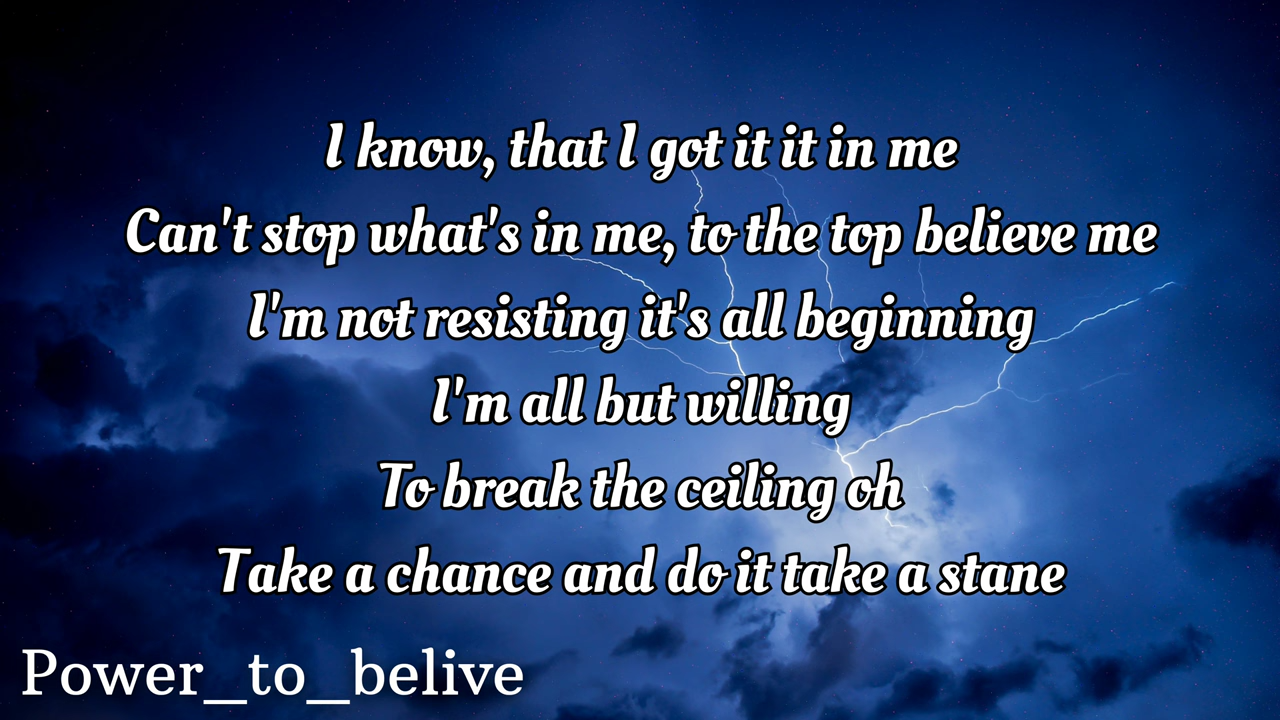 I know, that I got it it in me
Can't stop what's in me, to the top believe me
I'm not resisting it's all beginning
I'm all but willing
To break the ceiling oh
Take a chance and do it take a stane
Power_to_belive